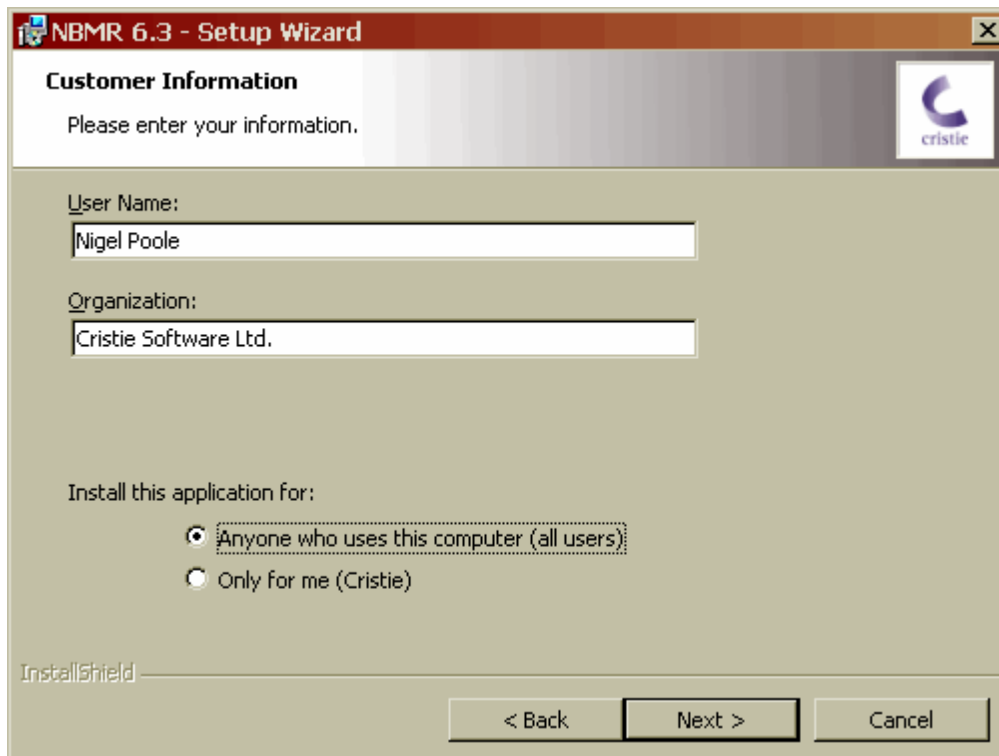 NBMR 6.3 - Setup Wizard
Customer Information
Please enter your information.
cristie
User Name:
Nigel Poole
Organization:
Cristie Software Ltd.
Install this application for:
Anyone who uses this computer (all users)
Only for me (Cristie)
InstallShield
< Back Next > Cancel